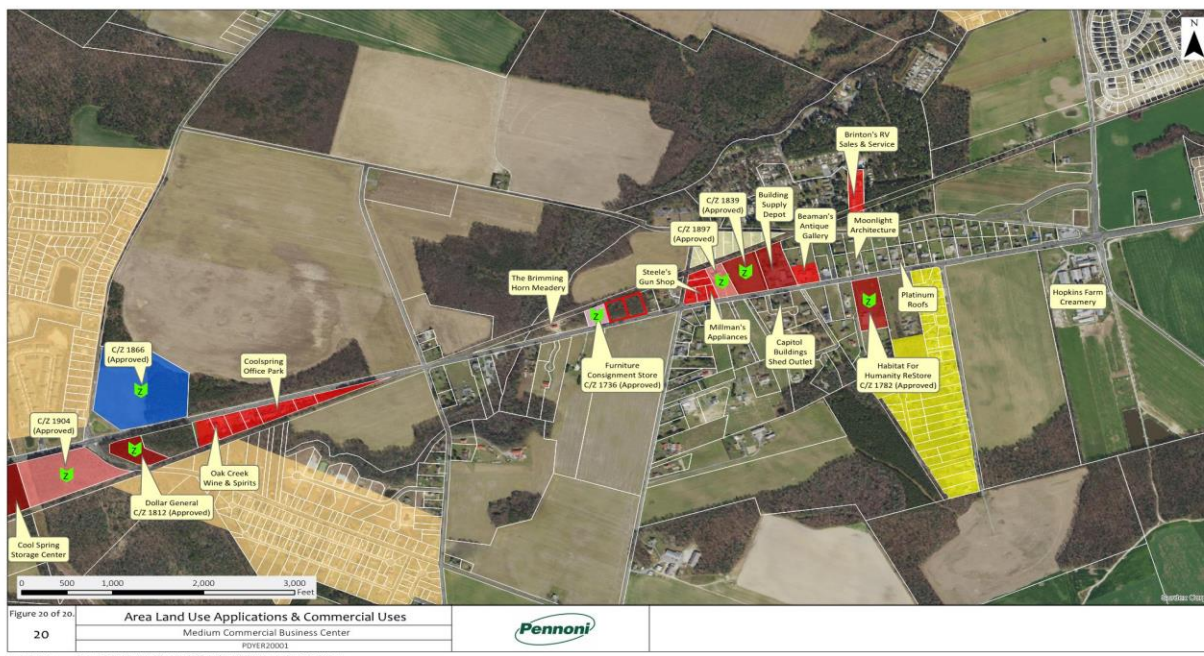 N
Brinton's RV
Sales & Service
Building
Supply
Depot
C/Z 1839
(Approved)
Beaman's
Antique
Gallery
Moonlight
Architecture
C/Z 1897
(Approved)
Steele's
Gun Shop
The Brimming
Horn Meadery
Z
Z
Z
Z
Platinum
Roofs
Hopkins Farm
Creamery
Millman's
Appliances
Capitol
Buildings
Shed Outlet
Furniture
Consignment Store
C/Z 1736 (Approved)
Habitat For
Humanity ReStore
C/Z 1782 (Approved)
C/Z 1866
(Approved)
Z
Coolspring
Office Park
C/Z 1904
(Approved)
Z
Z
Oak Creek
Wine & Spirits
Dollar General
C/Z 1812 (Approved)
Cool Spring
Storage Center
0 500 1,000 2,000 3,000
Feet
Figure 20 of 20.
20
Area Land Use Applications & Commercial Uses
Medium Commercial Business Center
PDYER20001
Pennoni